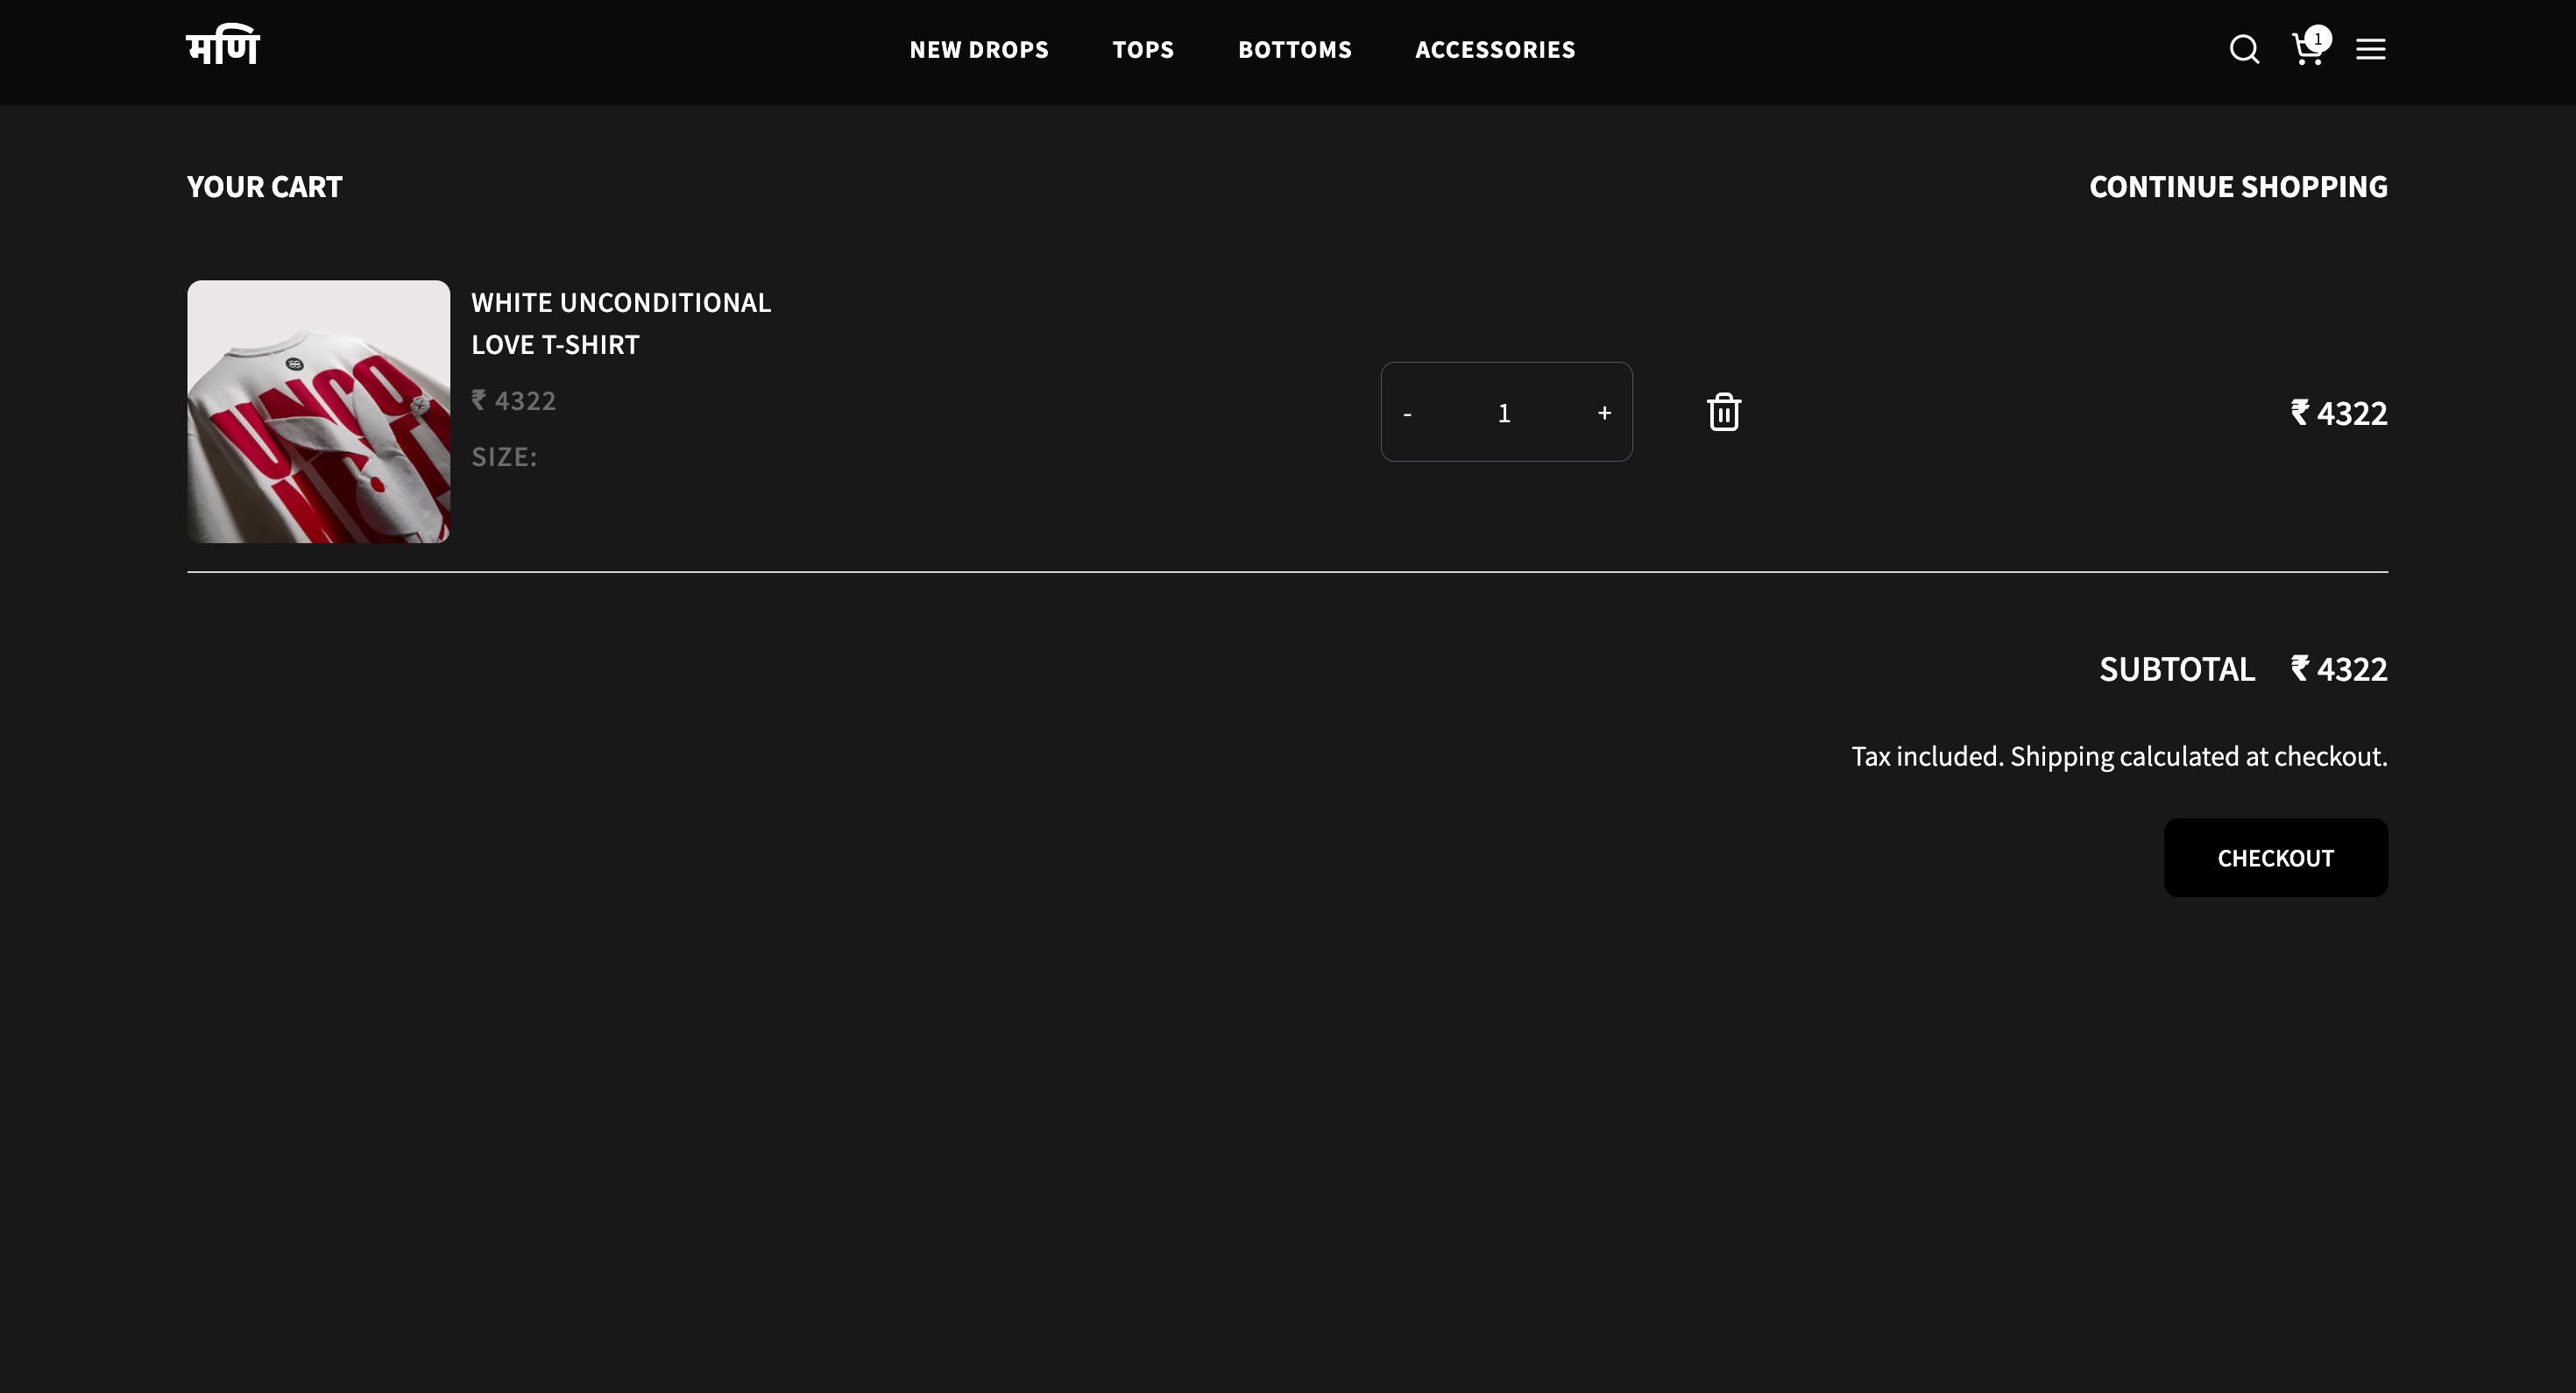 मणि
NEW DROPS TOPS BOTTOMS ACCESSORIES
1
YOUR CART
CONTINUE SHOPPING
WHITE UNCONDITIONAL
LOVE T-SHIRT
₹ 4322
SIZE:
- 1 +
₹ 4322
UNCO
SUBTOTAL ₹ 4322
Tax included. Shipping calculated at checkout.
CHECKOUT